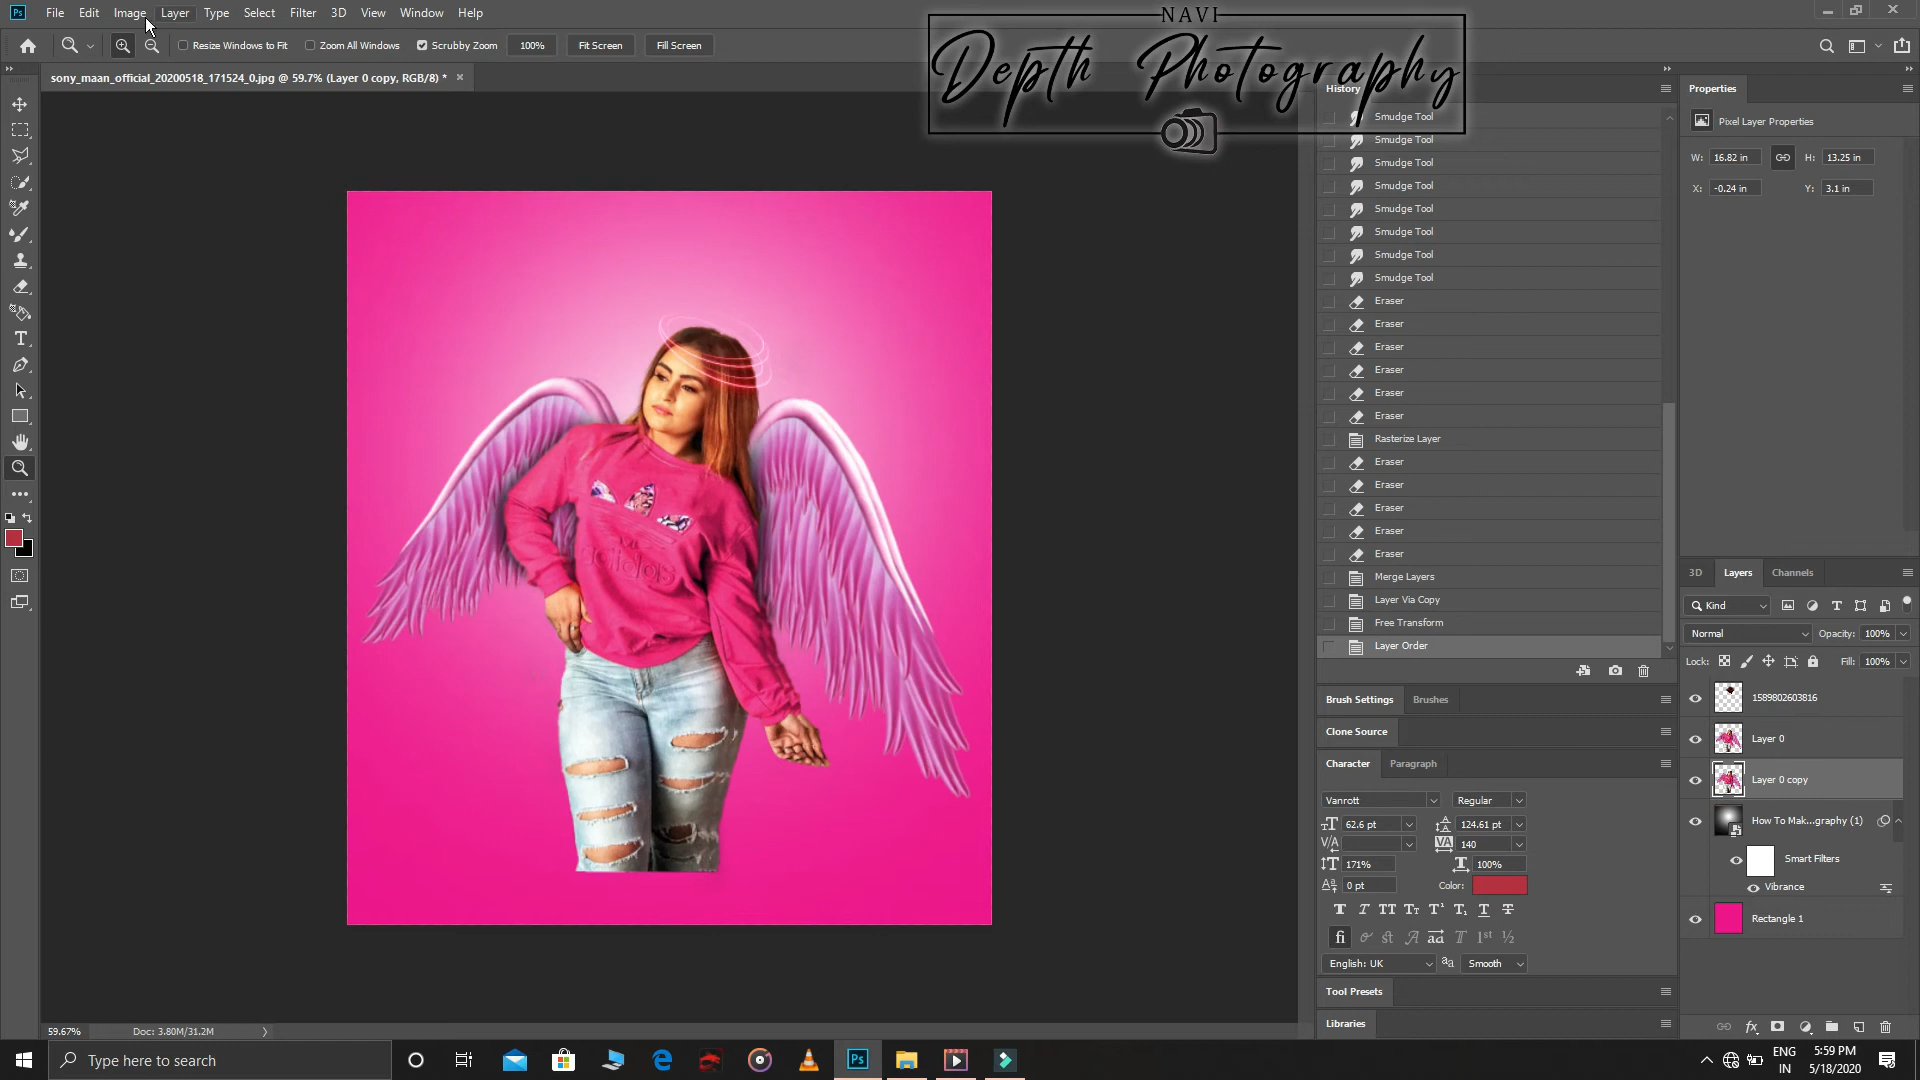 File Edit Image Layer Type Select Filter 3D View Window Help
NAVI
Depth Photography
Resize Windows to Fit Zoom All Windows Scrubby Zoom 100% Fit Screen Fill Screen
sony_maan_official_20200518_171524_0.jpg @ 59.7% (Layer 0 copy, RGB/8) *
History
Smudge Tool
Smudge Tool
Smudge Tool
Smudge Tool
Smudge Tool
Smudge Tool
Smudge Tool
Smudge Tool
Eraser
Eraser
Eraser
Eraser
Eraser
Eraser
Rasterize Layer
Eraser
Eraser
Eraser
Eraser
Eraser
Merge Layers
Layer Via Copy
Free Transform
Layer Order
Brush Settings Brushes
Clone Source
Character Paragraph
Vanrott Regular
62.6 pt 124.61 pt
140
171% 100%
0 pt Color:
English: UK Smooth
Tool Presets
Libraries
Properties
Pixel Layer Properties
W: 16.82 in H: 13.25 in
X: -0.24 in Y: 3.1 in
3D Layers Channels
Kind
Normal Opacity: 100%
Lock: Fill: 100%
1589802603816
Layer 0
Layer 0 copy
How To Mak...graphy (1)
Smart Filters
Vibrance
Rectangle 1
adidas
59.67% Doc: 3.80M/31.2M
Type here to search
Ps
ENG
IN
5:59 PM
5/18/2020